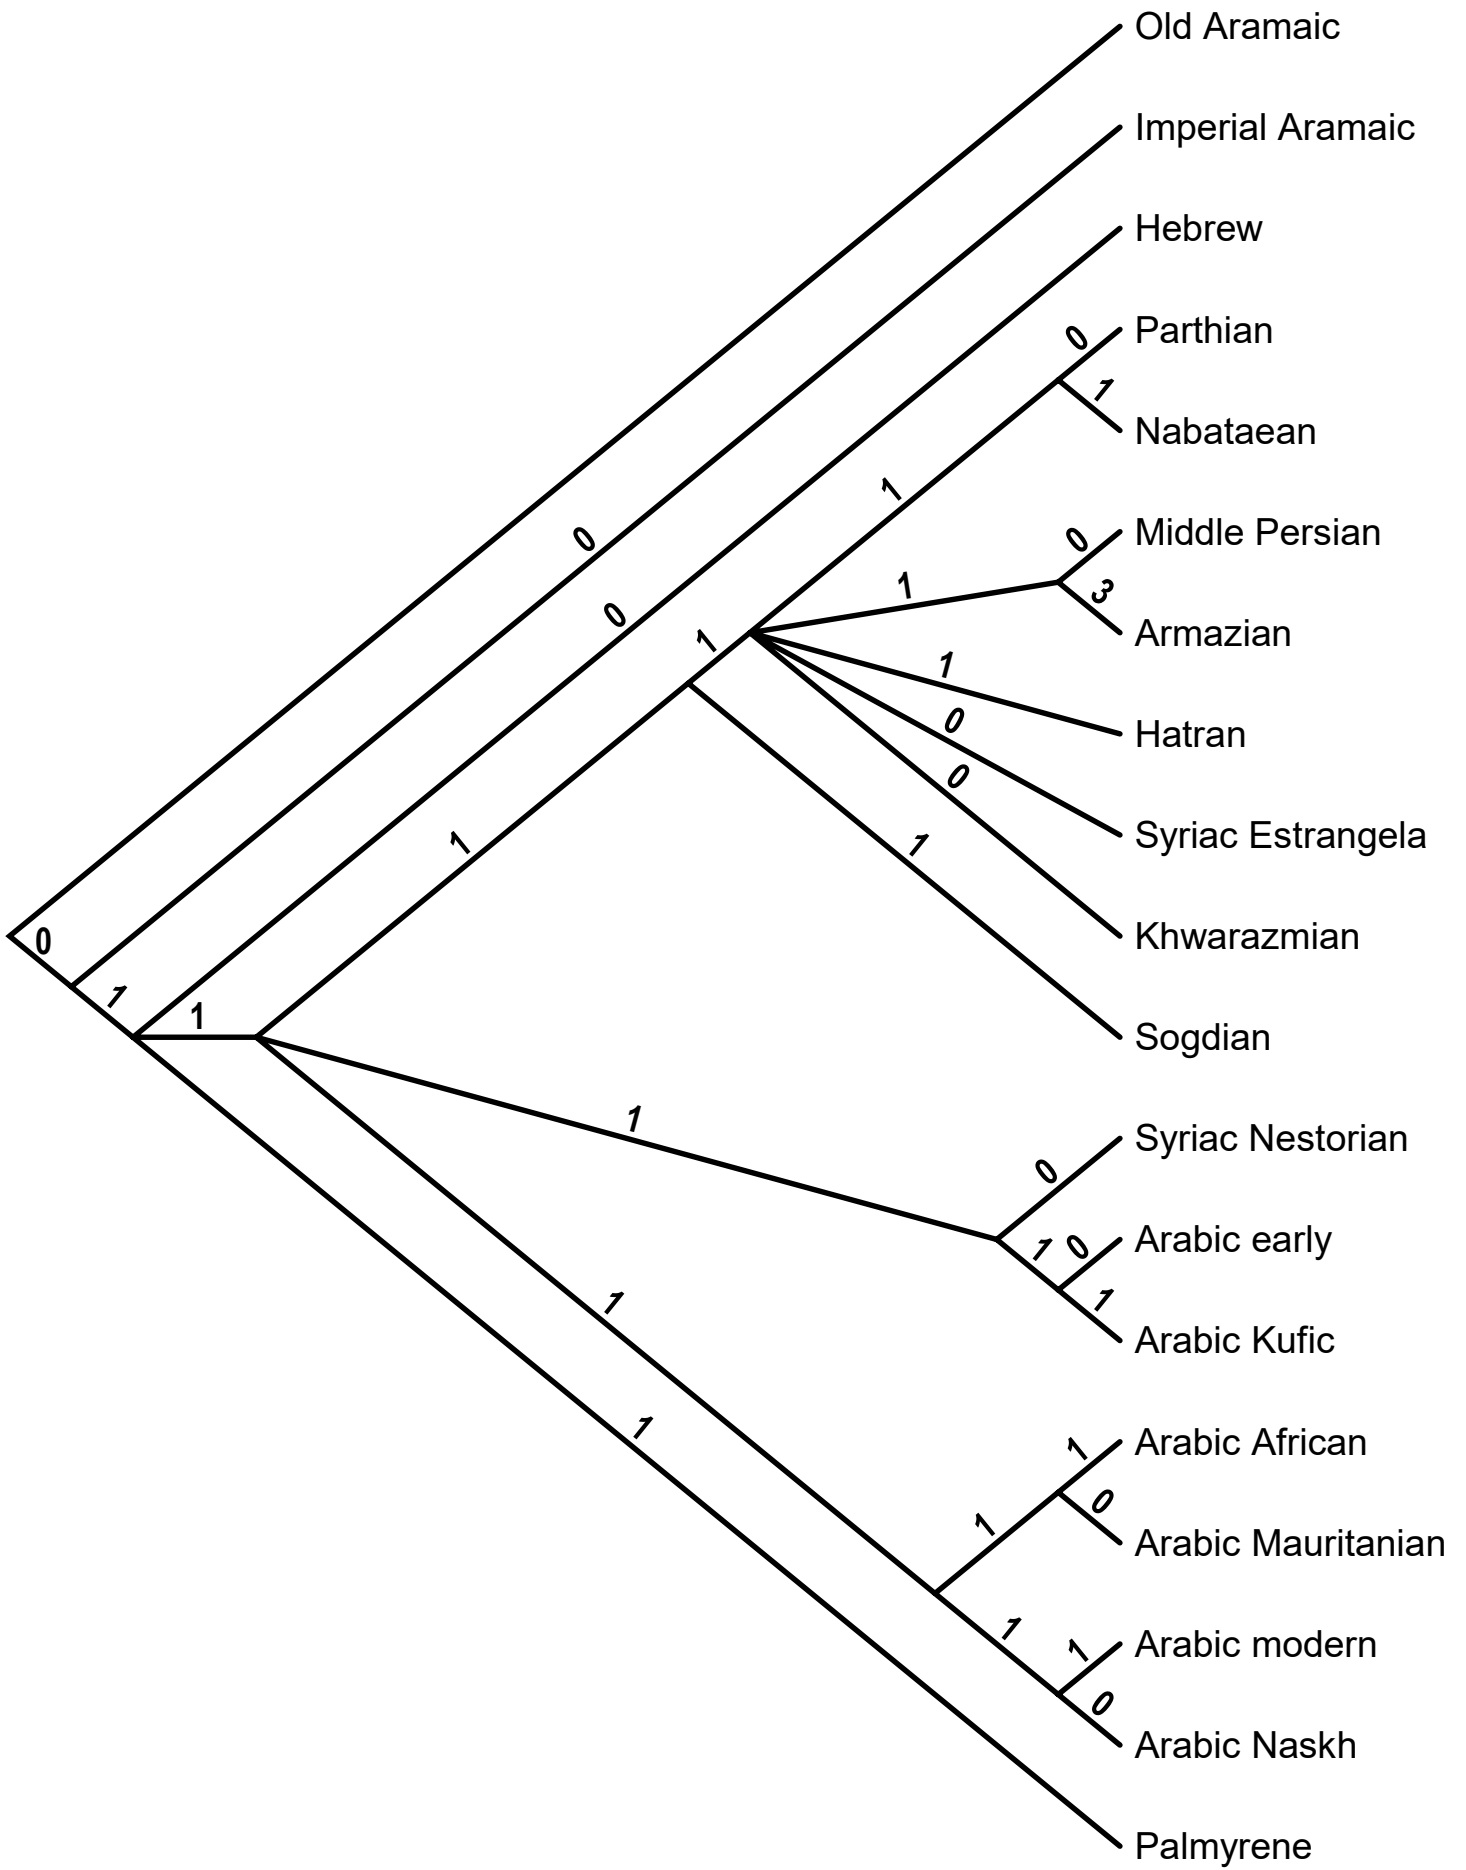 Old Aramaic
Imperial Aramaic
Hebrew
0
Parthian
1
Nabataean
1
0
Middle Persian
0
1
3
0
Armazian
1
1
Hatran
0
0
1
1
Syriac Estrangela
0
Khwarazmian
1
1
Sogdian
1
Syriac Nestorian
0
1
0
Arabic early
1
1
Arabic Kufic
1
1
Arabic African
0
1
Arabic Mauritanian
1
1
Arabic modern
0
Arabic Naskh
Palmyrene